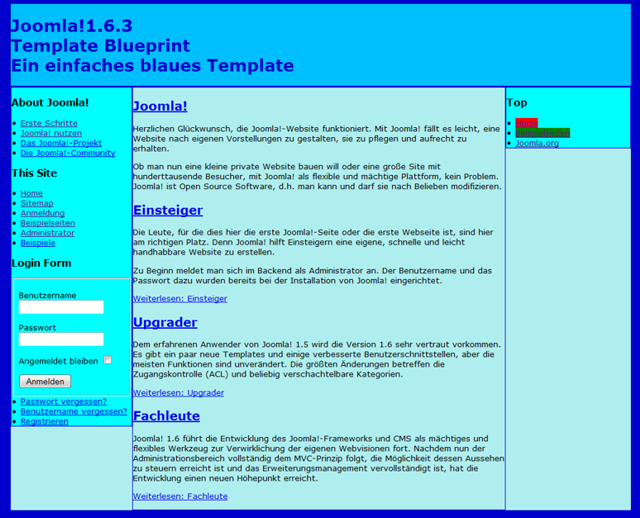 Joomla!1.6.3
Template Blueprint
Ein einfaches blaues Template
About Joomla!
Erste Schritte
Joomla! nutzen
Das Joomla!-Projekt
Die Joomla!-Community
This Site
Home
Sitemap
Anmeldung
Beispielseiten
Administrator
Beispiele
Login Form
Benutzername
Passwort
Angemeldet bleiben
Anmelden
Passwort vergessen?
Benutzername vergessen?
Registrieren
Joomla!
Herzlichen Glückwunsch, die Joomla!-Website funktioniert. Mit Joomla! fällt es leicht, eine
Website nach eigenen Vorstellungen zu gestalten, sie zu pflegen und aufrecht zu
erhalten.
Ob man nun eine kleine private Website bauen will oder eine große Site mit
hunderttausende Besucher, mit Joomla! als flexible und mächtige Plattform, kein Problem.
Joomla! ist Open Source Software, d.h. man kann und darf sie nach Belieben modifizieren.
Einsteiger
Die Leute, für die dies hier die erste Joomla!-Seite oder die erste Webseite ist, sind hier
am richtigen Platz. Denn Joomla! hilft Einsteigern eine eigene, schnelle und leicht
handhabbare Website zu erstellen.
Zu Beginn meldet man sich im Backend als Administrator an. Der Benutzername und das
Passwort dazu wurden bereits bei der Installation von Joomla! eingerichtet.
Weiterlesen: Einsteiger
Upgrader
Dem erfahrenen Anwender von Joomla! 1.5 wird die Version 1.6 sehr vertraut vorkommen.
Es gibt ein paar neue Templates und einige verbesserte Benutzerschnittstellen, aber die
meisten Funktionen sind unverändert. Die größten Änderungen betreffen die
Zugangskontrolle (ACL) und beliebig verschachtelbare Kategorien.
Weiterlesen: Upgrader
Fachleute
Joomla! 1.6 führt die Entwicklung des Joomla!-Frameworks und CMS als mächtiges und
flexibles Werkzeug zur Verwirklichung der eigenen Webvisionen fort. Nachdem nun der
Administrationsbereich vollständig dem MVC-Prinzip folgt, die Möglichkeit dessen Aussehen
zu steuern erreicht ist und das Erweiterungsmanagement vervollständigt ist, hat die
Entwicklung einen neuen Höhepunkt erreicht.
Weiterlesen: Fachleute
Top
Home
Joomla.org